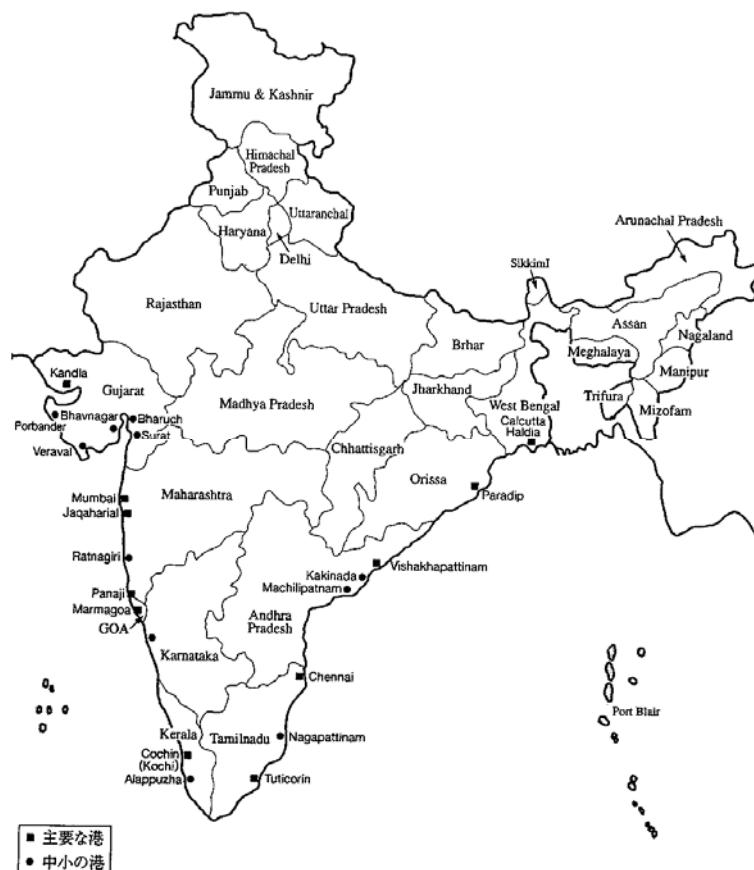 Jammu & Kashnir
Himachal
Pradesh
Punjab
Uttaranchal
Haryana
Delhi
Arunachal Pradesh
SikkimI
Rajasthan
Uttar Pradesh
Assan
Nagaland
Brhar
Meghalaya
Manipur
Kandla
Gujarat
Jharkhand
Trifura
Mizofam
Madhya Pradesh
West Bengal
Porbander
Bhavnagar
Bharuch
Calcutta
Haldia
Surat
Veraval
Chhattisgarh
Orissa
Maharashtra
Mumbai
Paradip
Jaqaharial
Ratnagiri
Vishakhapattinam
Kakinada
Machilipatnam
Panaji
Marmagoa
GOA
Andhra
Pradesh
Karnataka
Chennai
Port Blair
Kerala
Tamilnadu
Nagapattinam
Cochin
(Kochi)
Alappuzha
Tuticorin
■ 主要な港
● 中小の港